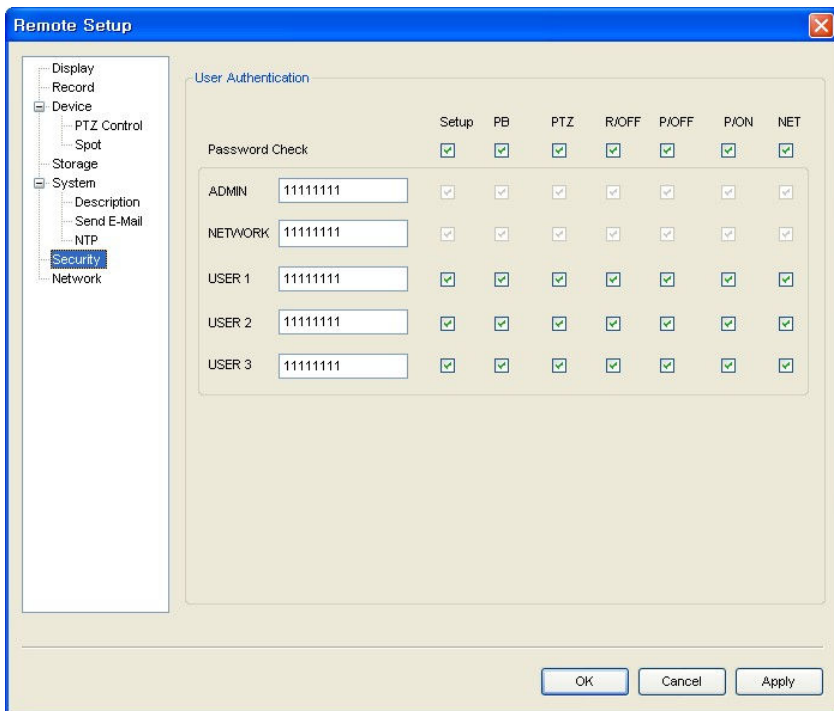 Remote Setup
Display
Record
Device
PTZ Control
Spot
Storage
System
Description
Send E-Mail
NTP
Security
Network
User Authentication
Setup PB PTZ R/OFF P/OFF P/ON NET
Password Check
ADMIN 11111111
NETWORK 11111111
USER 1 11111111
USER 2 11111111
USER 3 11111111
OK Cancel Apply